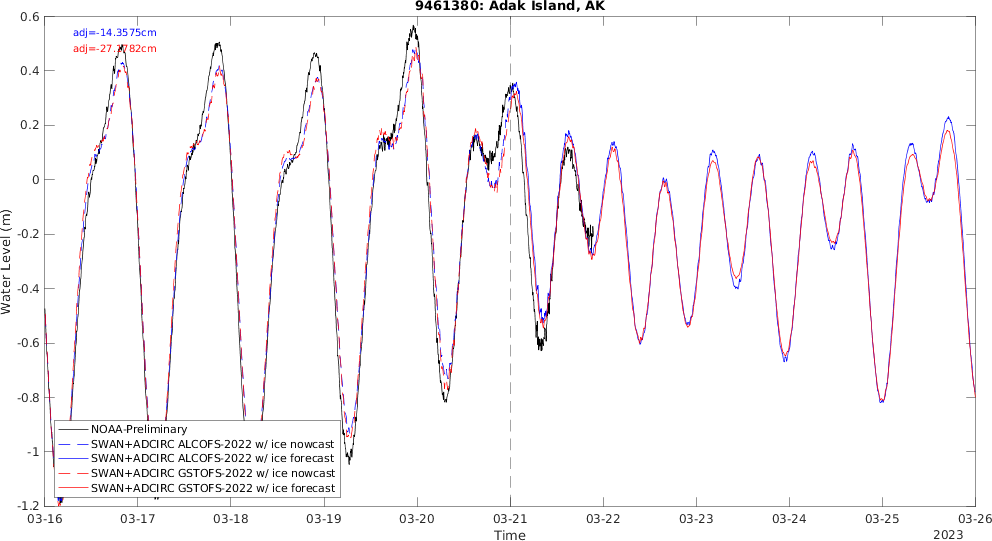 9461380: Adak Island, AK
adj=-14.3575cm
0.6
0.4
0.2
0
-0.2
-0.4
-0.6
-0.8
-1
-1.2
Water Level (m)
NOAA-Preliminary
SWAN+ADCIRC ALCOFS-2022 w/ ice nowcast
SWAN+ADCIRC ALCOFS-2022 w/ ice forecast
SWAN+ADCIRC GSTOFS-2022 w/ ice nowcast
SWAN+ADCIRC GSTOFS-2022 w/ ice forecast
03-16 03-17 03-18 03-19 03-20 03-21 03-22 03-23 03-24 03-25 03-26
Time
2023